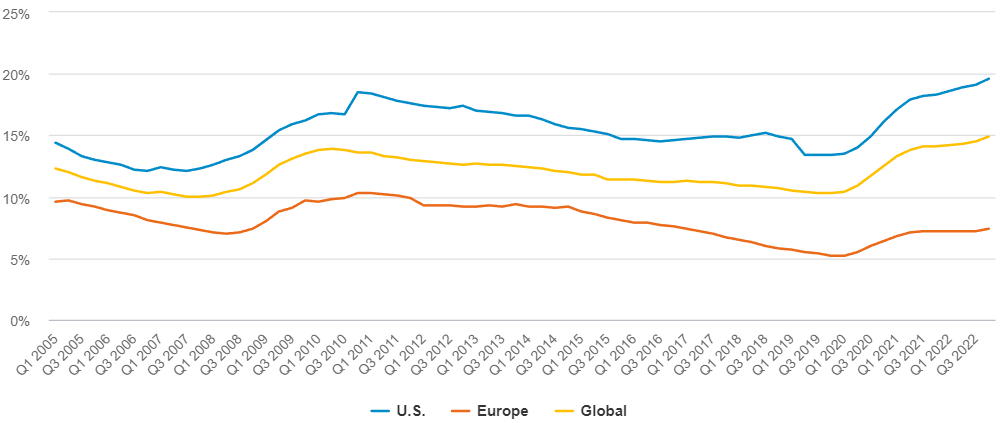 25%
20%
15%
10%
5%
0%
Q1 2005
Q3 2005
Q1 2006
Q3 2006
Q1 2007
Q3 2007
Q1 2008
Q3 2008
Q1 2009
Q3 2009
Q1 2010
Q3 2010
Q1 2011
Q3 2011
Q1 2012
Q3 2012
Q1 2013
Q3 2013
Q1 2014
Q3 2014
Q1 2015
Q3 2015
Q1 2016
Q3 2016
Q1 2017
Q3 2017
Q1 2018
Q3 2018
Q1 2019
Q3 2019
Q1 2020
Q3 2020
Q1 2021
Q3 2021
Q1 2022
Q3 2022
U.S. Europe Global